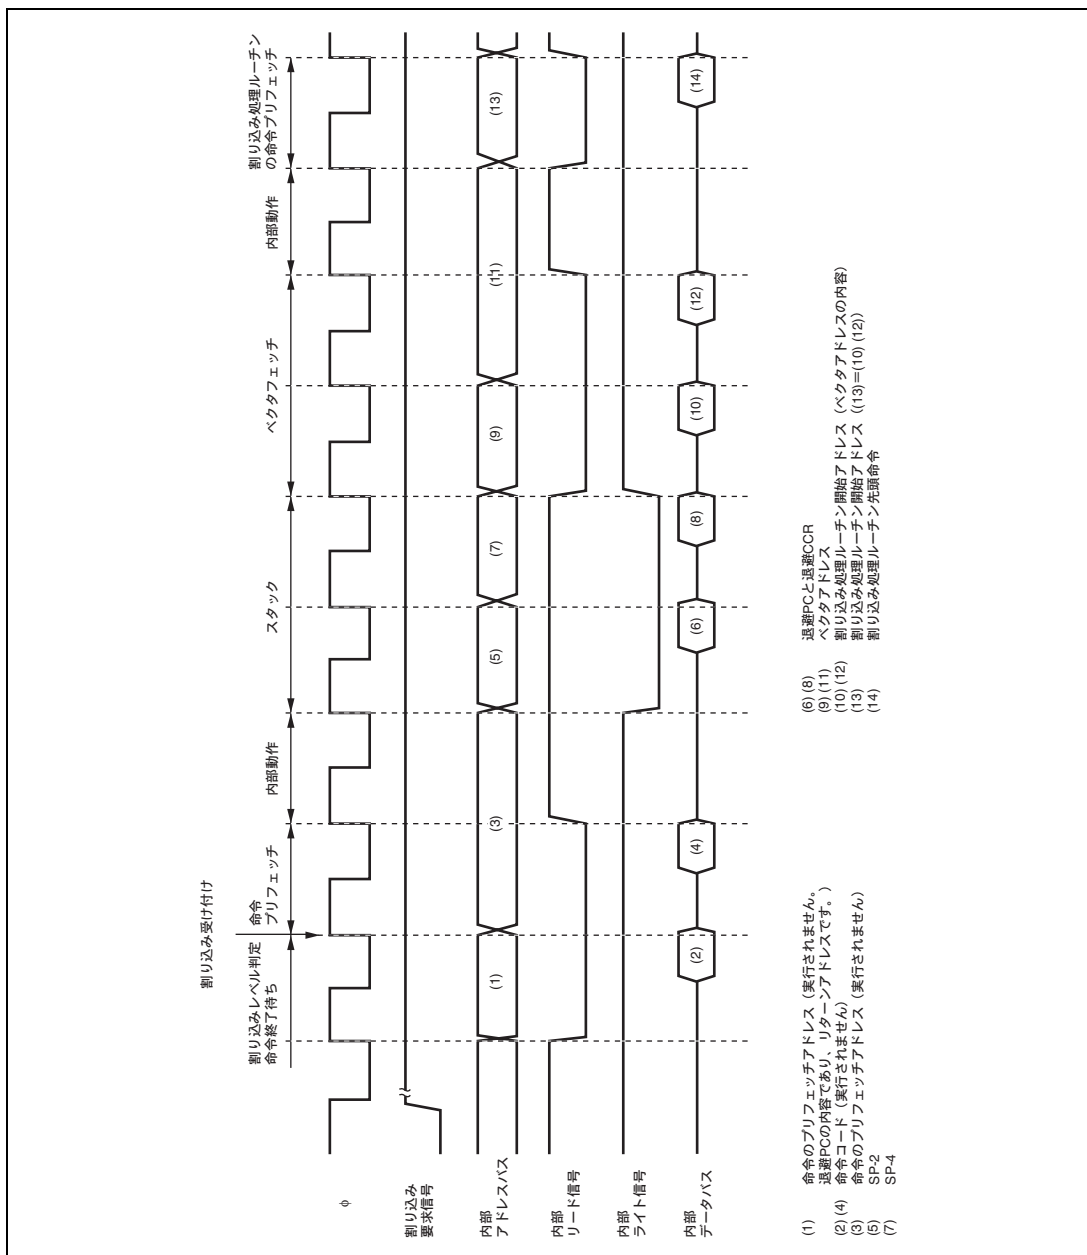 割り込み受け付け
割り込みレベル判定
命令終了待ち
命令
プリフェッチ
内部動作
スタック
ベクタフェッチ
内部動作
割り込み処理ルーチン
の命令プリフェッチ
φ
割り込み
要求信号
内部
アドレスバス
(1)
(3)
(5)
(7)
(9)
(11)
(13)
内部
リード信号
内部
ライト信号
内部
データバス
(2)
(4)
(6)
(8)
(10)
(12)
(14)
(1) 命令のプリフェッチアドレス（実行されません。
退避PCの内容であり、リターンアドレスです。）
(2) (4) 命令コード（実行されません）
(3) 命令のプリフェッチアドレス（実行されません）
(5) SP-2
(7) SP-4
(6) (8) 退避PCと退避CCR
(9) (11) ベクタアドレス
(10) (12) 割り込み処理ルーチン開始アドレス（ベクタアドレスの内容）
(13) 割り込み処理ルーチン開始アドレス（(13)＝(10) (12)）
(14) 割り込み処理ルーチン先頭命令